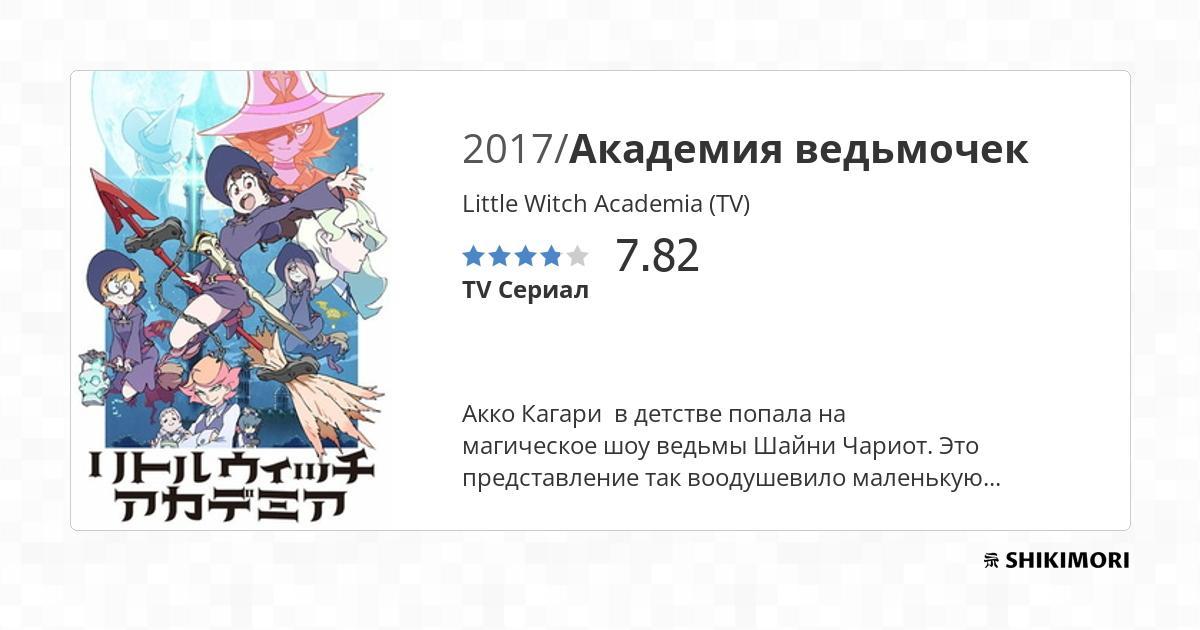 2017/Академия ведьмочек
Little Witch Academia (TV)
7.82
TV Сериал
Акко Кагари в детстве попала на
магическое шоу ведьмы Шайни Чариот. Это
представление так воодушевило маленькую...
リトルウィッチ
アカデミア
SHIKIMORI